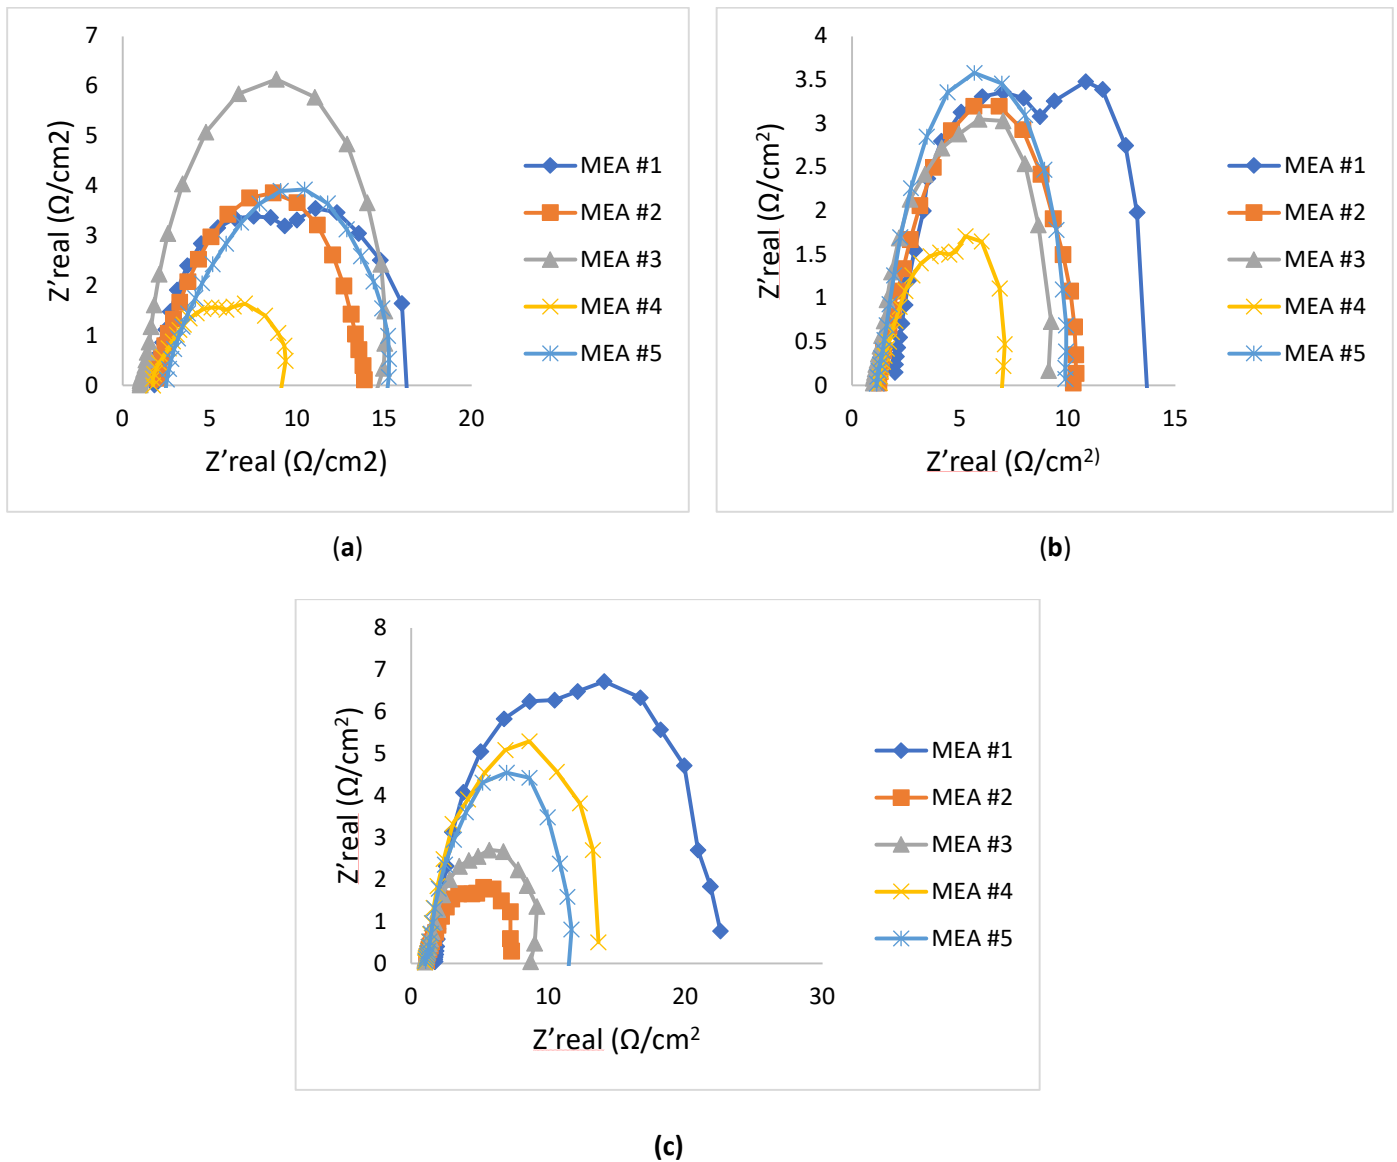 7
6
5
4
3
2
1
0
0 5 10 15 20
Z’real (Ω/cm2)
Z’real (Ω/cm2)
MEA #1
MEA #2
MEA #3
MEA #4
MEA #5
(a)
4
3.5
3
2.5
2
1.5
1
0.5
0
0 5 10 15
Z’real (Ω/cm²)
Z’real (Ω/cm²⁾
MEA #1
MEA #2
MEA #3
MEA #4
MEA #5
(b)
8
7
6
5
4
3
2
1
0
0 10 20 30
Z’real (Ω/cm²)
Z’real (Ω/cm²
MEA #1
MEA #2
MEA #3
MEA #4
MEA #5
(c)